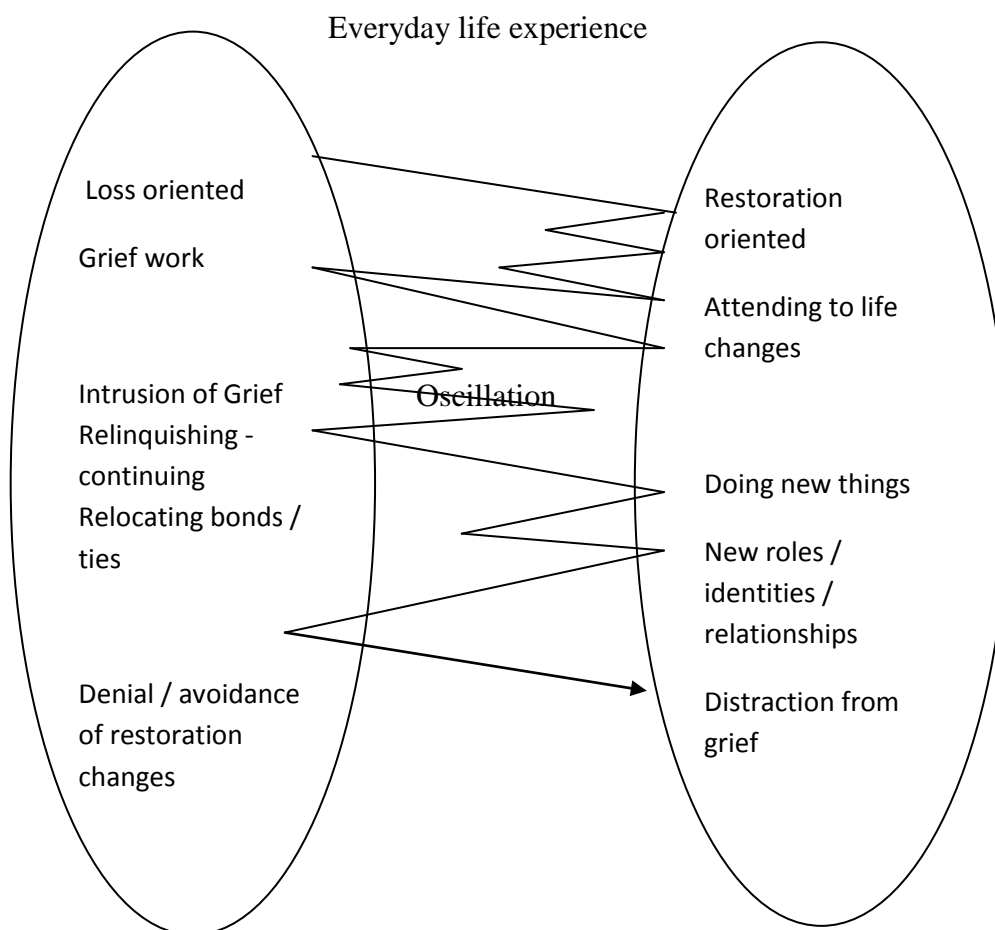 Everyday life experience
Loss oriented
Grief work
Intrusion of Grief
Relinquishing -
continuing
Relocating bonds /
ties
Denial / avoidance
of restoration
changes
Oscillation
Restoration
oriented
Attending to life
changes
Doing new things
New roles /
identities /
relationships
Distraction from
grief